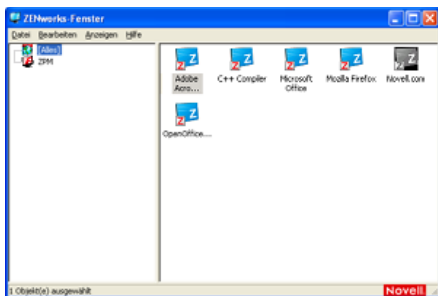 ZENworks-Fenster
Datei Bearbeiten Anzeigen Hilfe
[Alles]
ZPM
Adobe Acro...
C++ Compiler
Microsoft Office
Mozilla Firefox
Novell.com
OpenOffice....
1 Objekt(e) ausgewählt
Novell